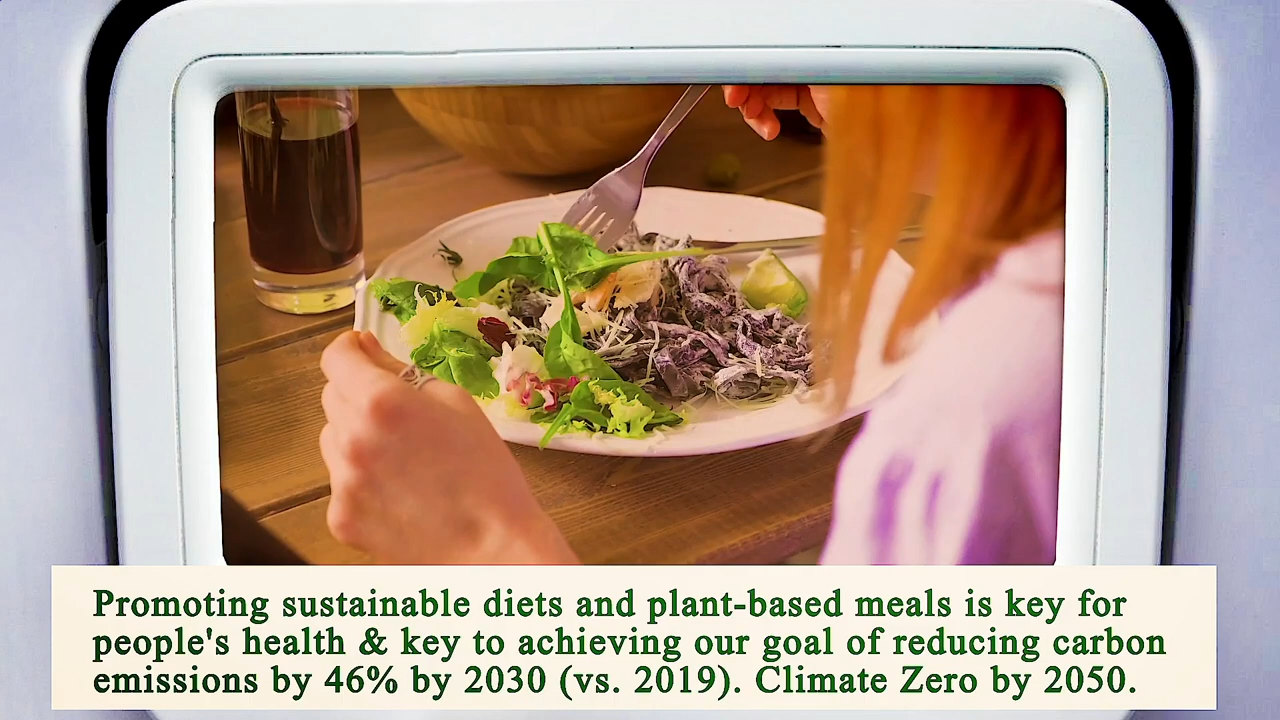 Promoting sustainable diets and plant-based meals is key for
people's health & key to achieving our goal of reducing carbon
emissions by 46% by 2030 (vs. 2019). Climate Zero by 2050.